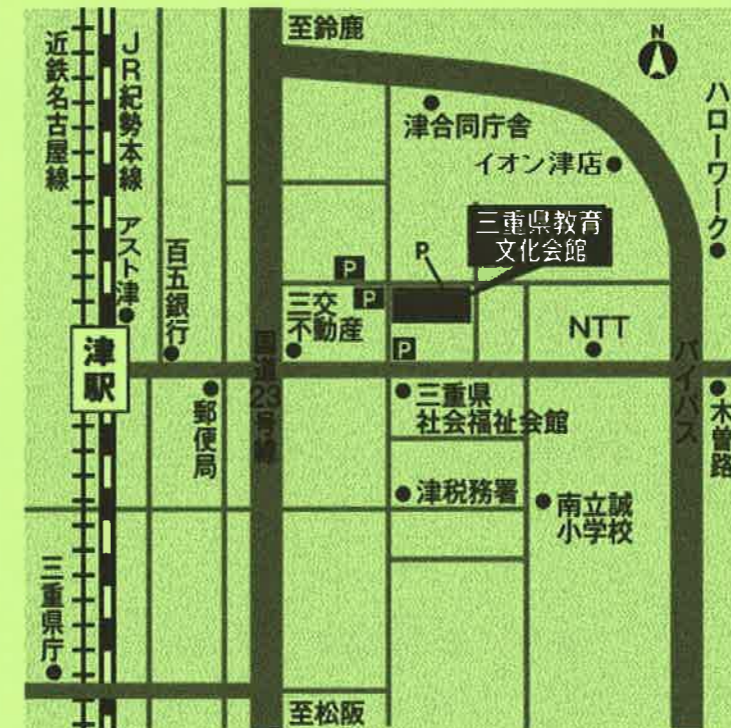 至鈴鹿
N
近鉄名古屋線
JR紀勢本線
津合同庁舎
イオン津店
ハローワーク
アスト津
百五銀行
三重県教育
文化会館
P
P
P
三交
不動産
P
NTT
津駅
国道23号線
バイパス
郵便局
三重県
社会福祉会館
木曽路
津税務署
南立誠
小学校
三重県庁
至松阪